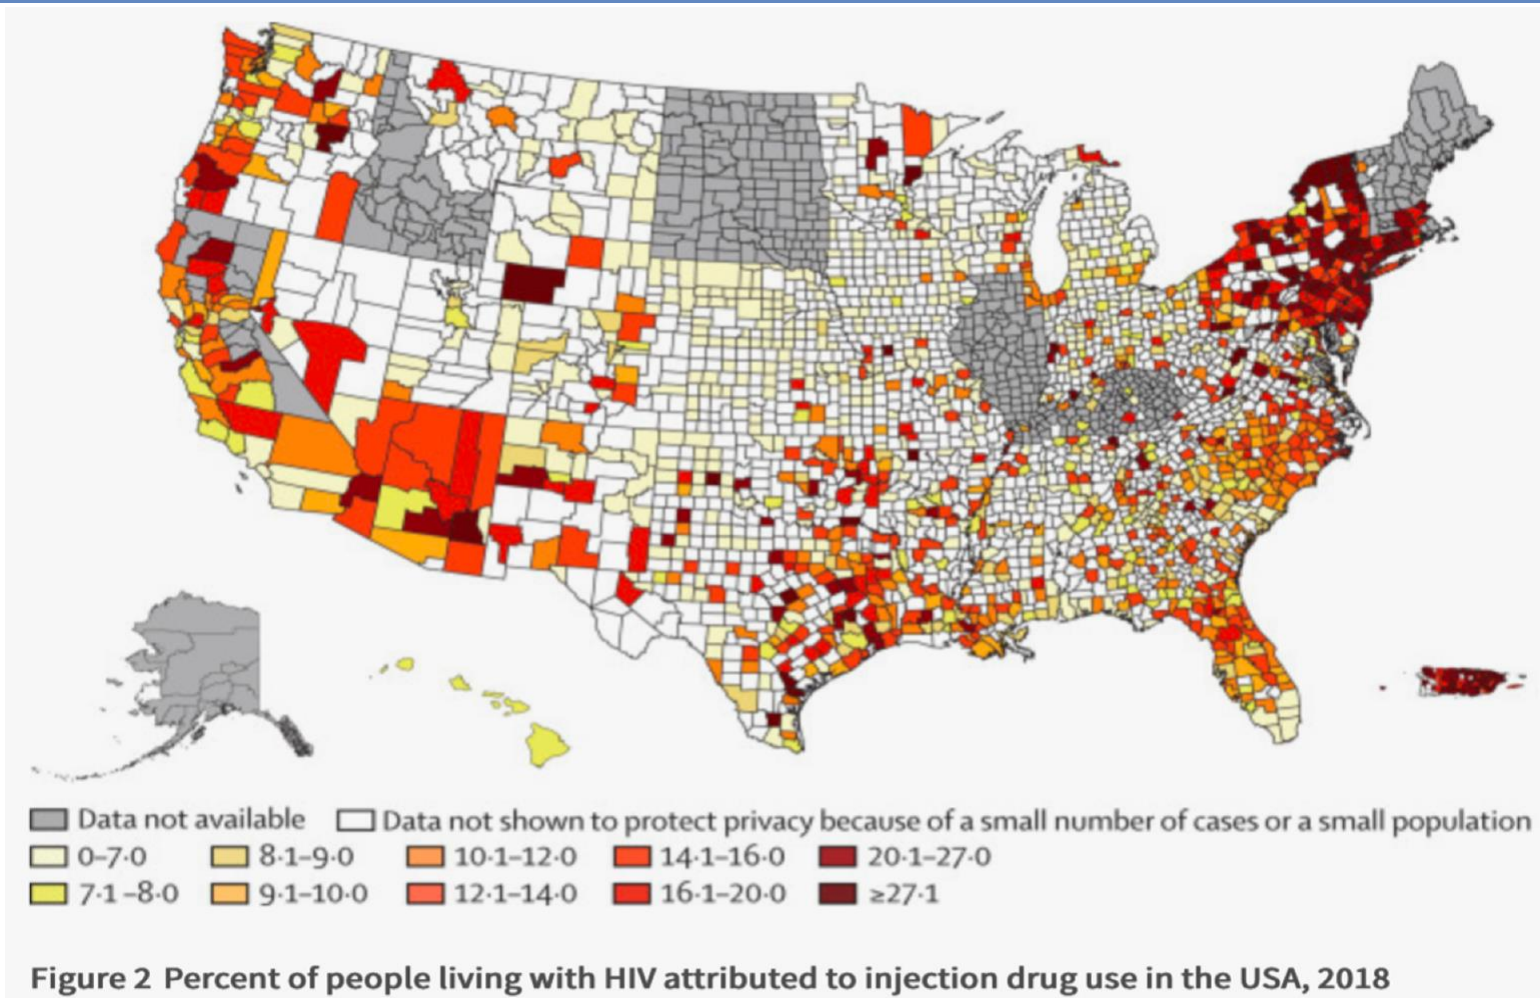 Data not available Data not shown to protect privacy because of a small number of cases or a small population
0–7·0 8·1–9·0 10·1–12·0 14·1–16·0 20·1–27·0
7·1–8·0 9·1–10·0 12·1–14·0 16·1–20·0 ≥27·1
Figure 2 Percent of people living with HIV attributed to injection drug use in the USA, 2018